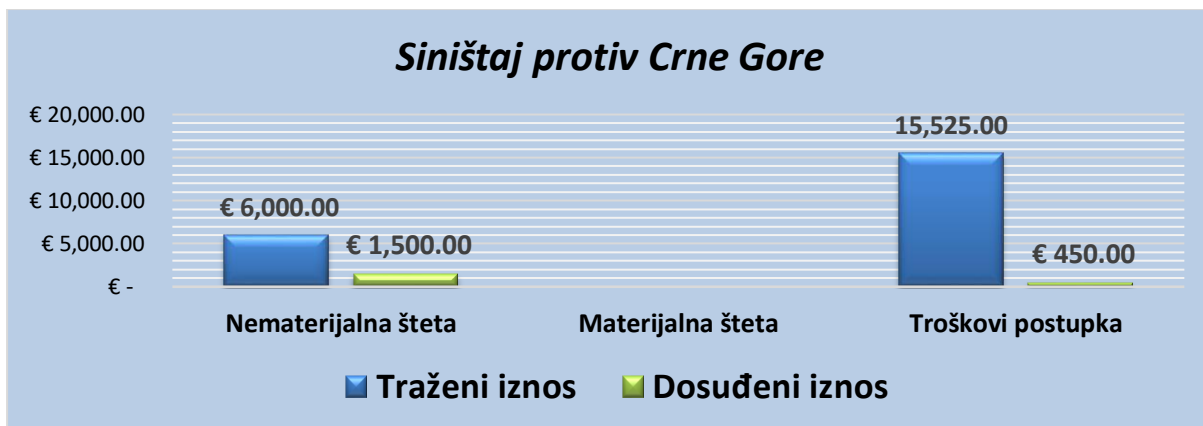 Siništaj protiv Crne Gore
€ 20,000.00
€ 15,000.00
€ 10,000.00
€ 5,000.00
€ -
€ 6,000.00
€ 1,500.00
15,525.00
€ 450.00
Nematerijalna šteta
Materijalna šteta
Troškovi postupka
Traženi iznos
Dosuđeni iznos